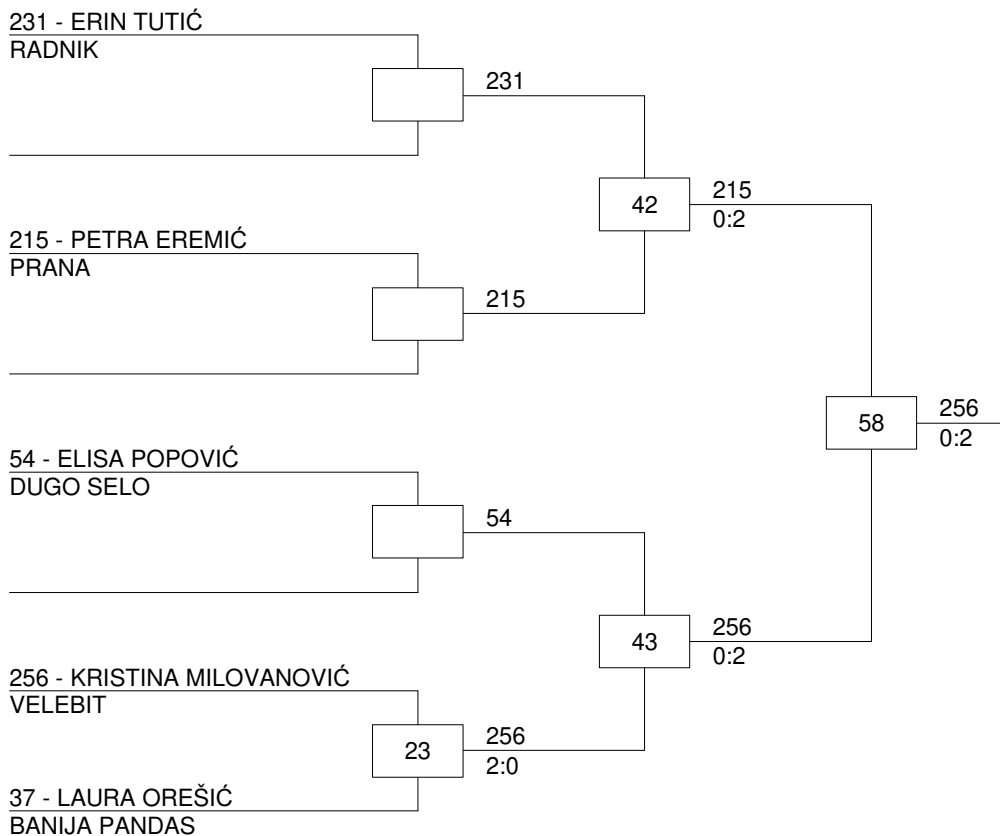 231 - ERIN TUTIĆ
RADNIK
231
42
215
0:2
215 - PETRA EREMIĆ
PRANA
215
58
256
0:2
54 - ELISA POPOVIĆ
DUGO SELO
54
43
256
0:2
256 - KRISTINA MILOVANOVIĆ
VELEBIT
23
256
2:0
37 - LAURA OREŠIĆ
BANIJA PANDAS